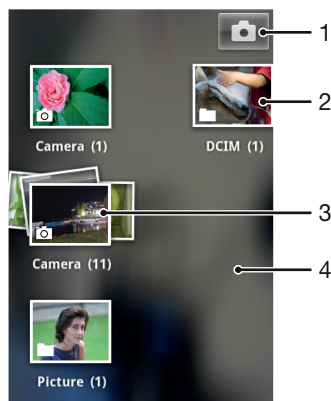 1
2
Camera (1)
DCIM (1)
3
Camera (11)
4
Picture (1)